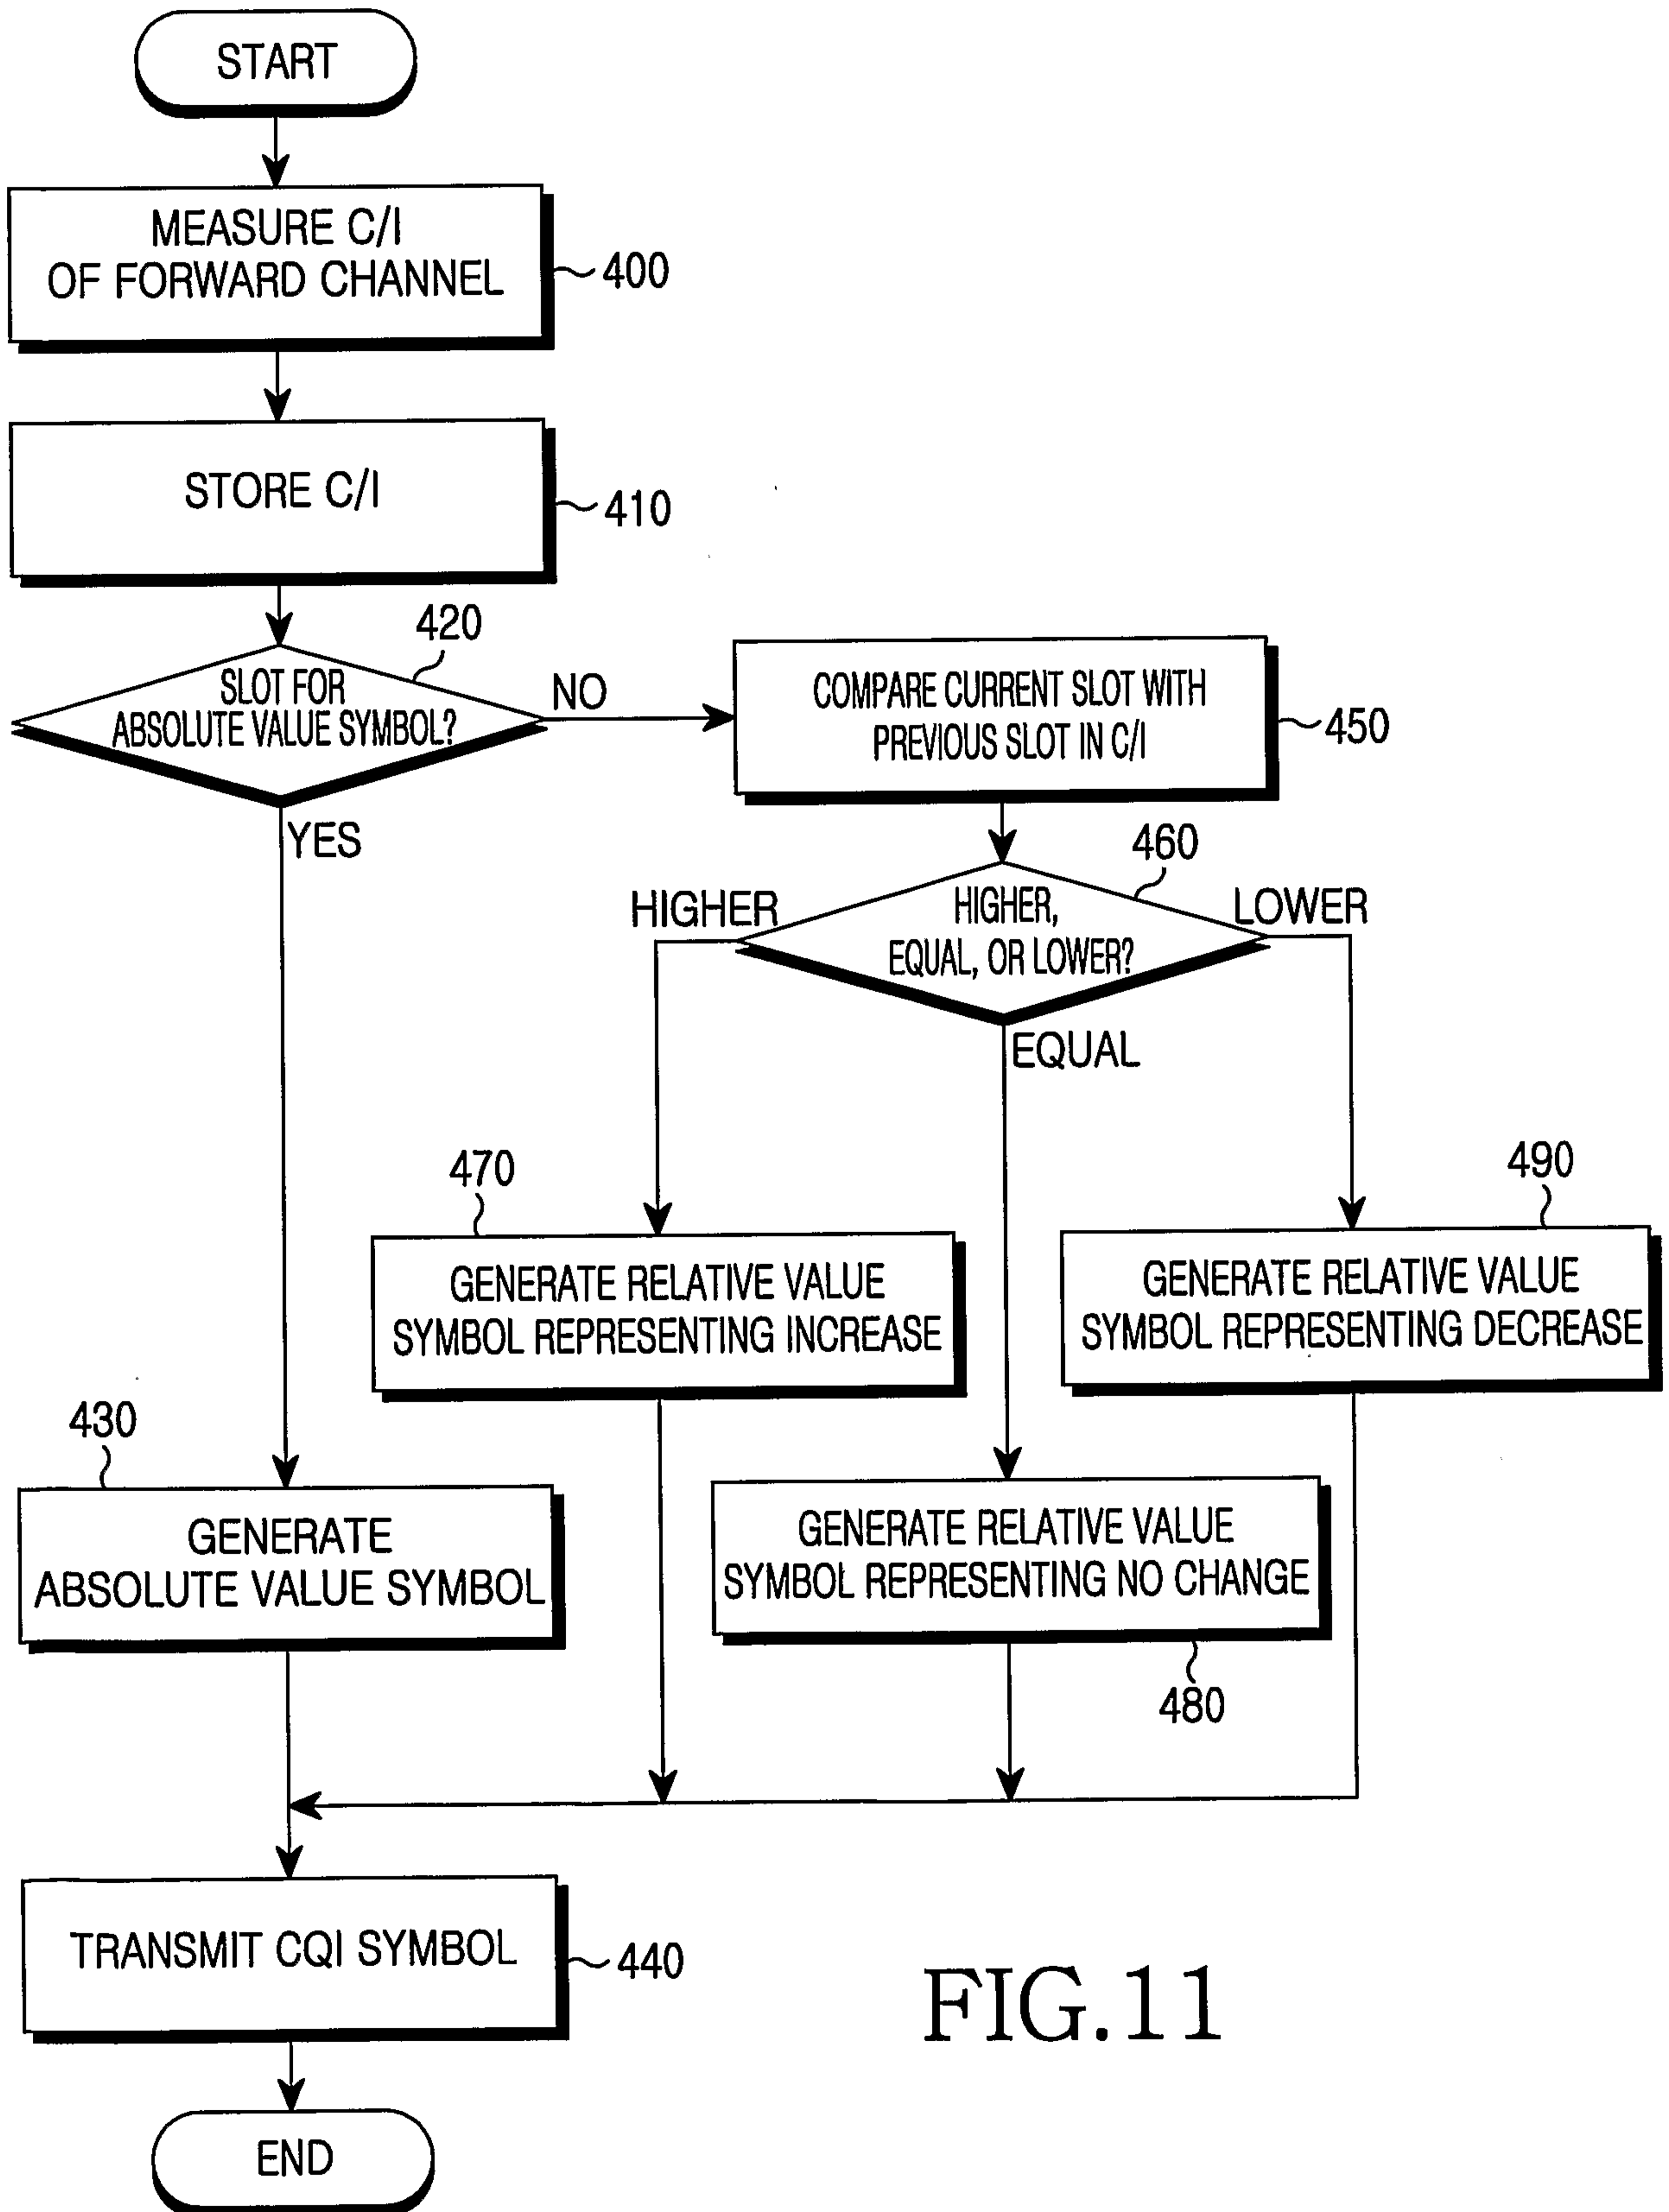 START
MEASURE C/I
OF FORWARD CHANNEL
400
STORE C/I
410
420
SLOT FOR
ABSOLUTE VALUE SYMBOL?
NO
YES
COMPARE CURRENT SLOT WITH
PREVIOUS SLOT IN C/I
450
460
HIGHER
HIGHER,
EQUAL, OR LOWER?
LOWER
EQUAL
470
GENERATE RELATIVE VALUE
SYMBOL REPRESENTING INCREASE
490
GENERATE RELATIVE VALUE
SYMBOL REPRESENTING DECREASE
430
GENERATE
ABSOLUTE VALUE SYMBOL
GENERATE RELATIVE VALUE
SYMBOL REPRESENTING NO CHANGE
480
TRANSMIT CQI SYMBOL
440
END
FIG.11